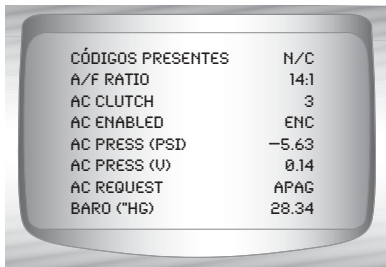 CÓDIGOS PRESENTES N/C
A/F RATIO 14:1
AC CLUTCH 3
AC ENABLED ENC
AC PRESS (PSI) −5.63
AC PRESS (V) 0.14
AC REQUEST APAG
BARO ("HG) 28.34